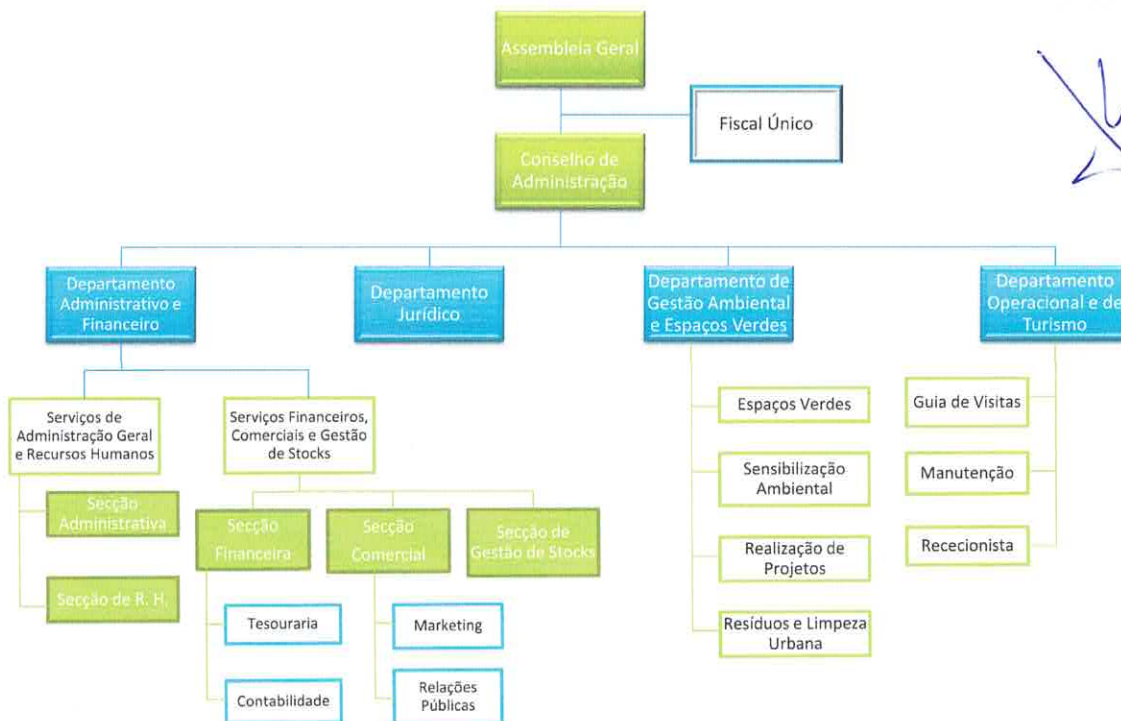 Assembleia Geral
Fiscal Único
Conselho de
Administração
Departamento
Administrativo e
Financeiro
Departamento
Jurídico
Departamento de
Gestão Ambiental
e Espaços Verdes
Departamento
Operacional e de
Turismo
Serviços de
Administração Geral
e Recursos Humanos
Secção
Administrativa
Secção de R. H.
Serviços Financeiros,
Comerciais e Gestão
de Stocks
Secção
Financeira
Tesouraria
Contabilidade
Secção
Comercial
Marketing
Relações
Públicas
Secção de
Gestão de Stocks
Espaços Verdes
Sensibilização
Ambiental
Realização de
Projetos
Resíduos e Limpeza
Urbana
Guia de Visitas
Manutenção
Rececionista